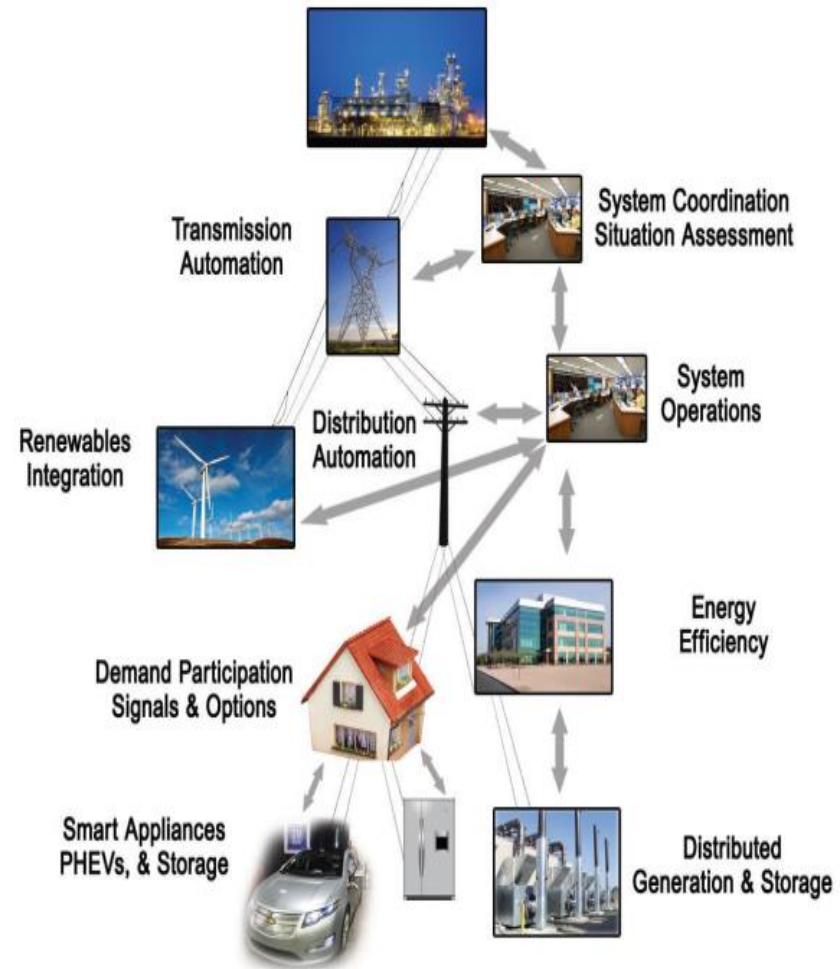 System Coordination
Situation Assessment
Transmission
Automation
System
Operations
Distribution
Automation
Renewables
Integration
Energy
Efficiency
Demand Participation
Signals & Options
Smart Appliances
PHEVs, & Storage
Distributed
Generation & Storage